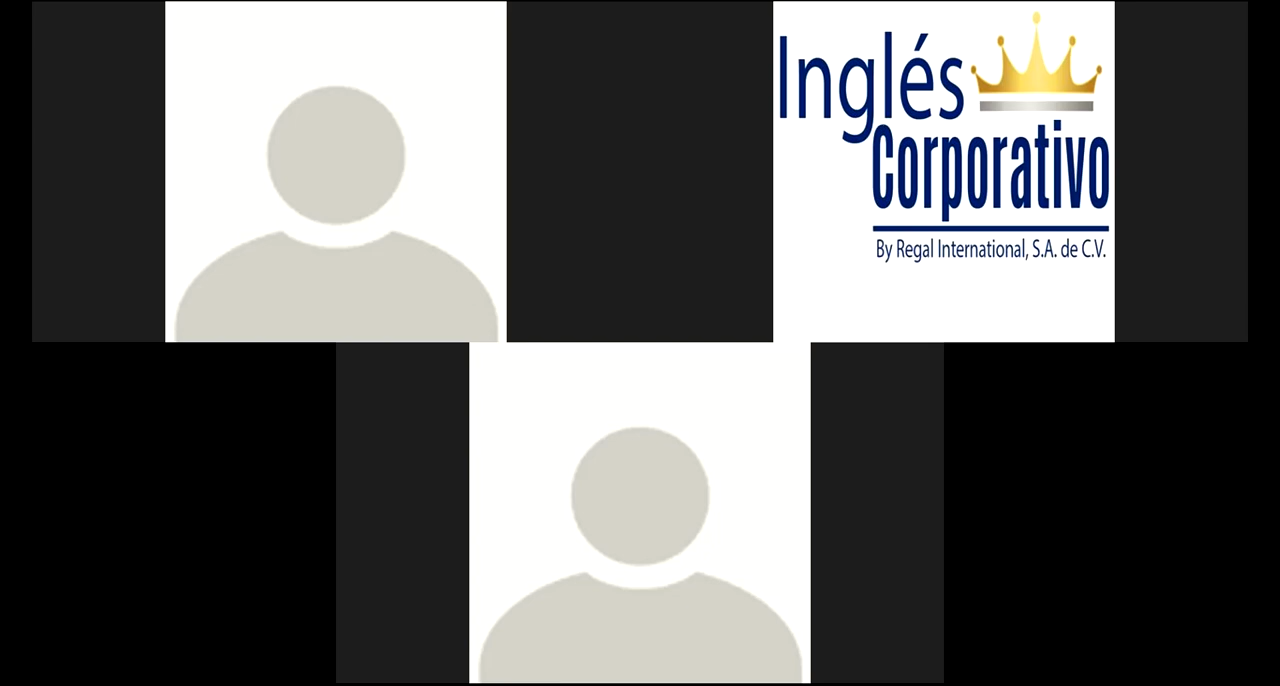 Inglés
Corporativo
By Regal International, S.A. de C.V.